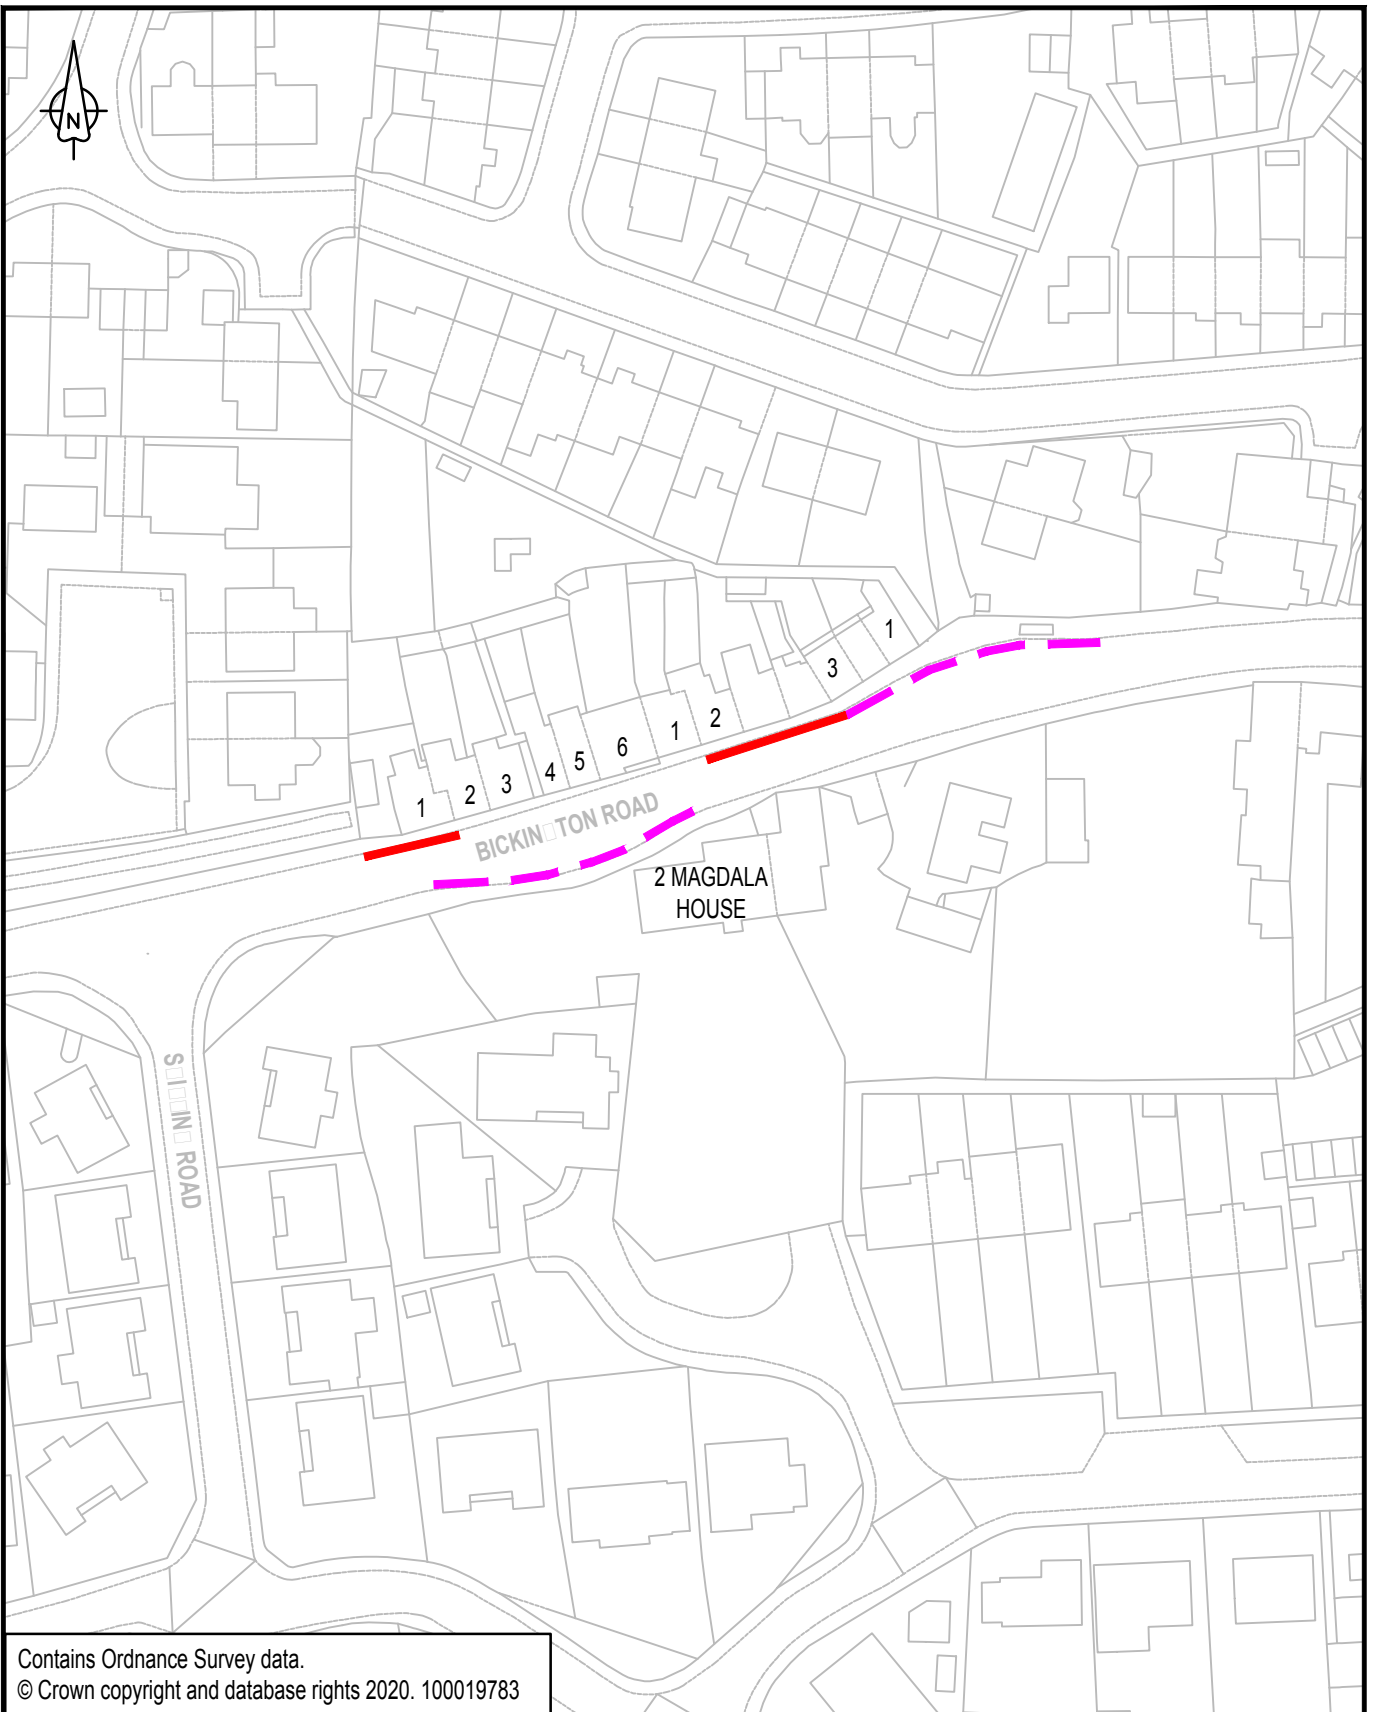 N
1
3
1
2
6
5
4
3
2
1
BICKIN□TON ROAD
2 MAGDALA
HOUSE
ROAD
Contains Ordnance Survey data.
© Crown copyright and database rights 2020. 100019783